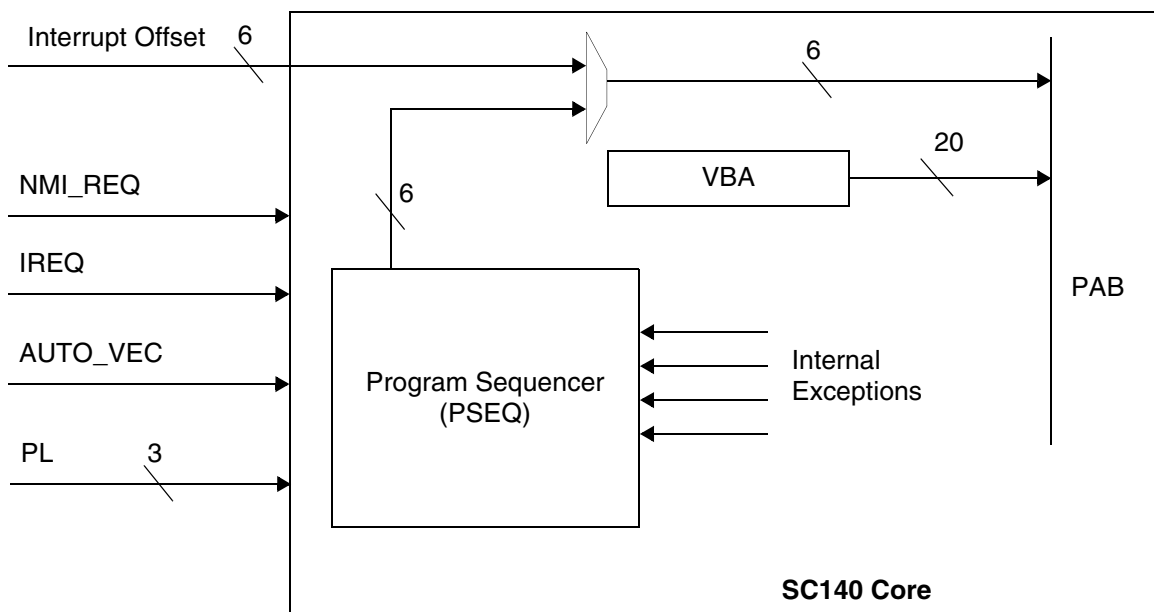 Interrupt Offset
6
6
20
VBA
NMI_REQ
6
IREQ
PAB
AUTO_VEC
Internal
Exceptions
Program Sequencer
(PSEQ)
PL
3
SC140 Core